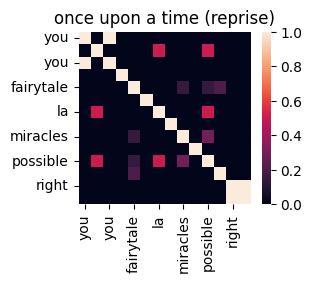 once upon a time (reprise)
you
you
fairytale
la
miracles
possible
right
you
you
fairytale
la
miracles
possible
right
1.0
0.8
0.6
0.4
0.2
0.0